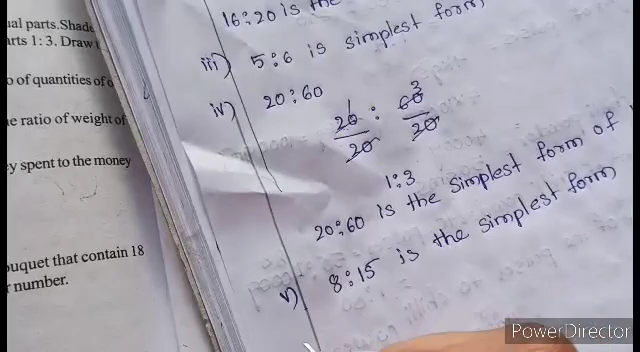 ual parts.Shade
arts 1:3. Draw
o of quantities of
e ratio of weight of
y spent to the money
ouquet that contain 18
r number.
16:20 is the
iii) 5:6 is simplest form
iv) 20:60
20/20 1 : 60/20 3
1:3
20:60 is the simplest form of
v) 8:15 is the simplest form
PowerDirector